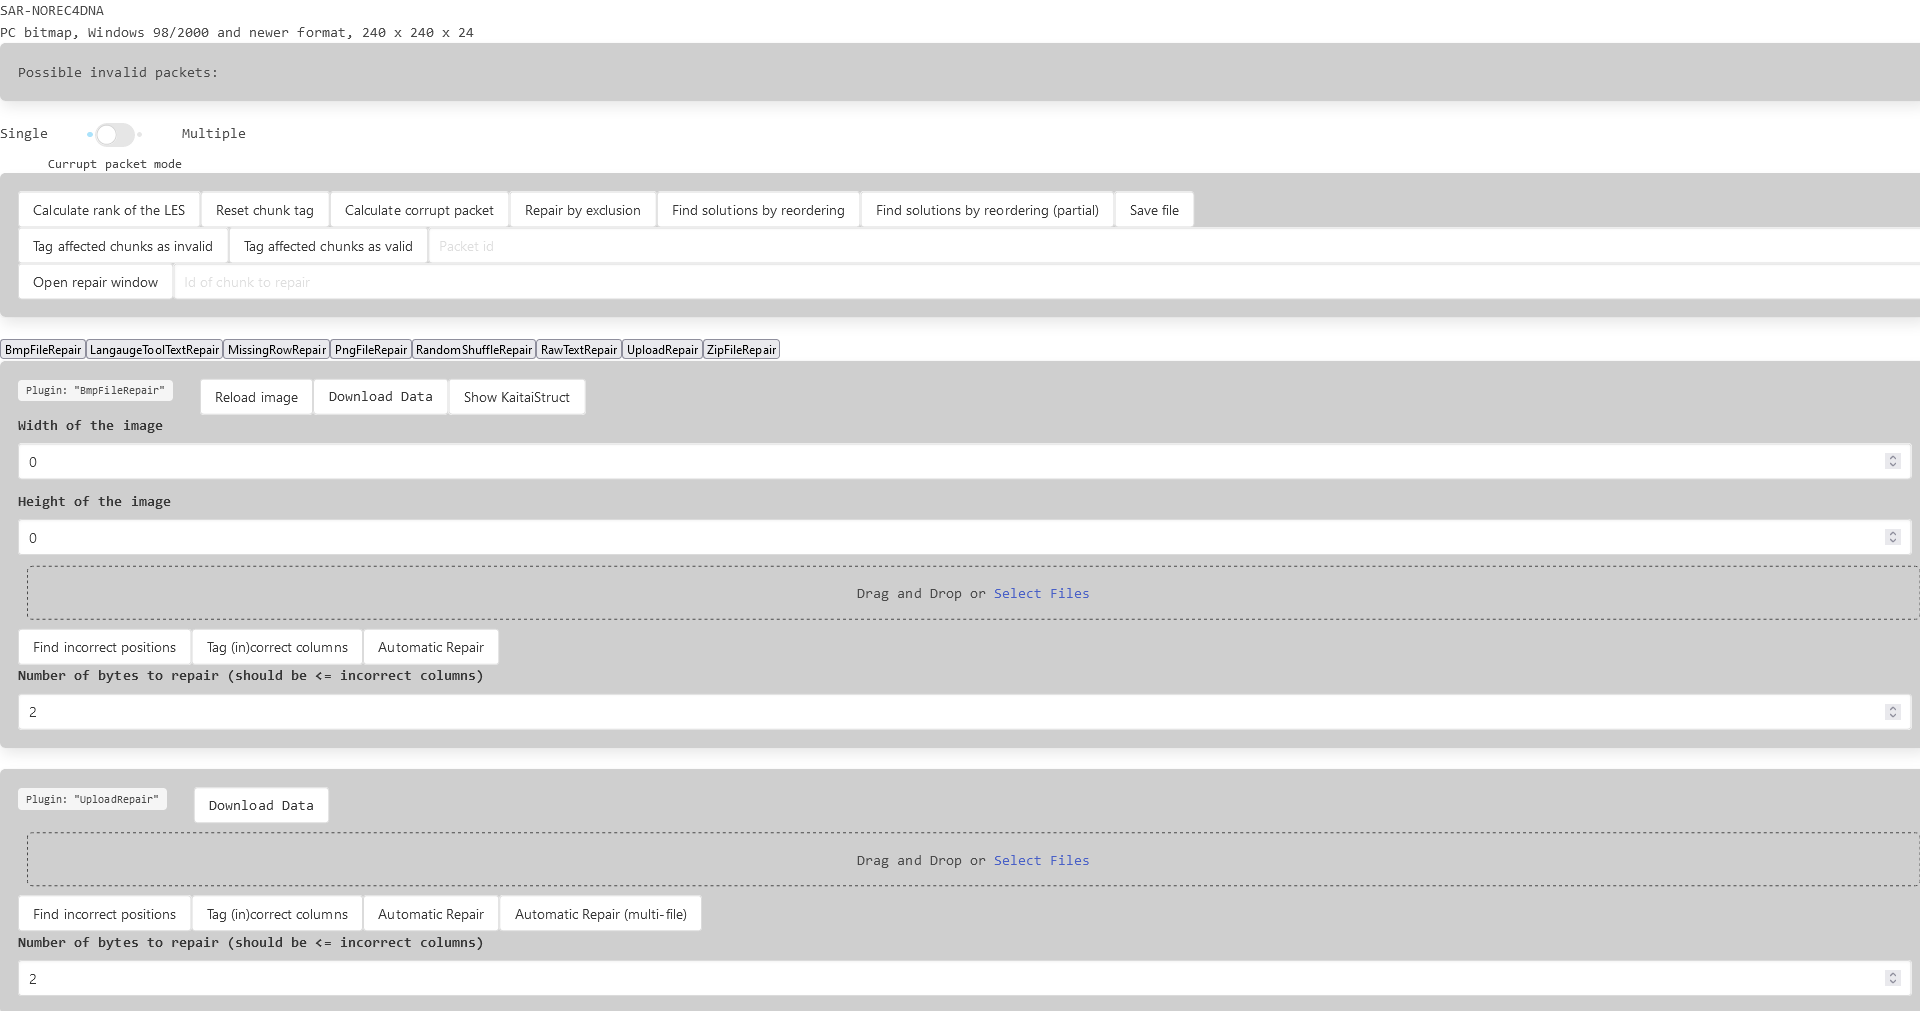 SAR-NOREC4DNA
PC bitmap, Windows 98/2000 and newer format, 240 x 240 x 24
Possible invalid packets:
Single Multiple
Currupt packet mode
Calculate rank of the LES Reset chunk tag Calculate corrupt packet Repair by exclusion Find solutions by reordering Find solutions by reordering (partial) Save file
Tag affected chunks as invalid Tag affected chunks as valid Packet id
Open repair window Id of chunk to repair
BmpFileRepair LangaugeToolTextRepair MissingRowRepair PngFileRepair RandomShuffleRepair RawTextRepair UploadRepair ZipFileRepair
Plugin: "BmpFileRepair" Reload image Download Data Show KaitaiStruct
Width of the image
0
Height of the image
0
Drag and Drop or Select Files
Find incorrect positions Tag (in)correct columns Automatic Repair
Number of bytes to repair (should be <= incorrect columns)
2
Plugin: "UploadRepair" Download Data
Drag and Drop or Select Files
Find incorrect positions Tag (in)correct columns Automatic Repair Automatic Repair (multi-file)
Number of bytes to repair (should be <= incorrect columns)
2